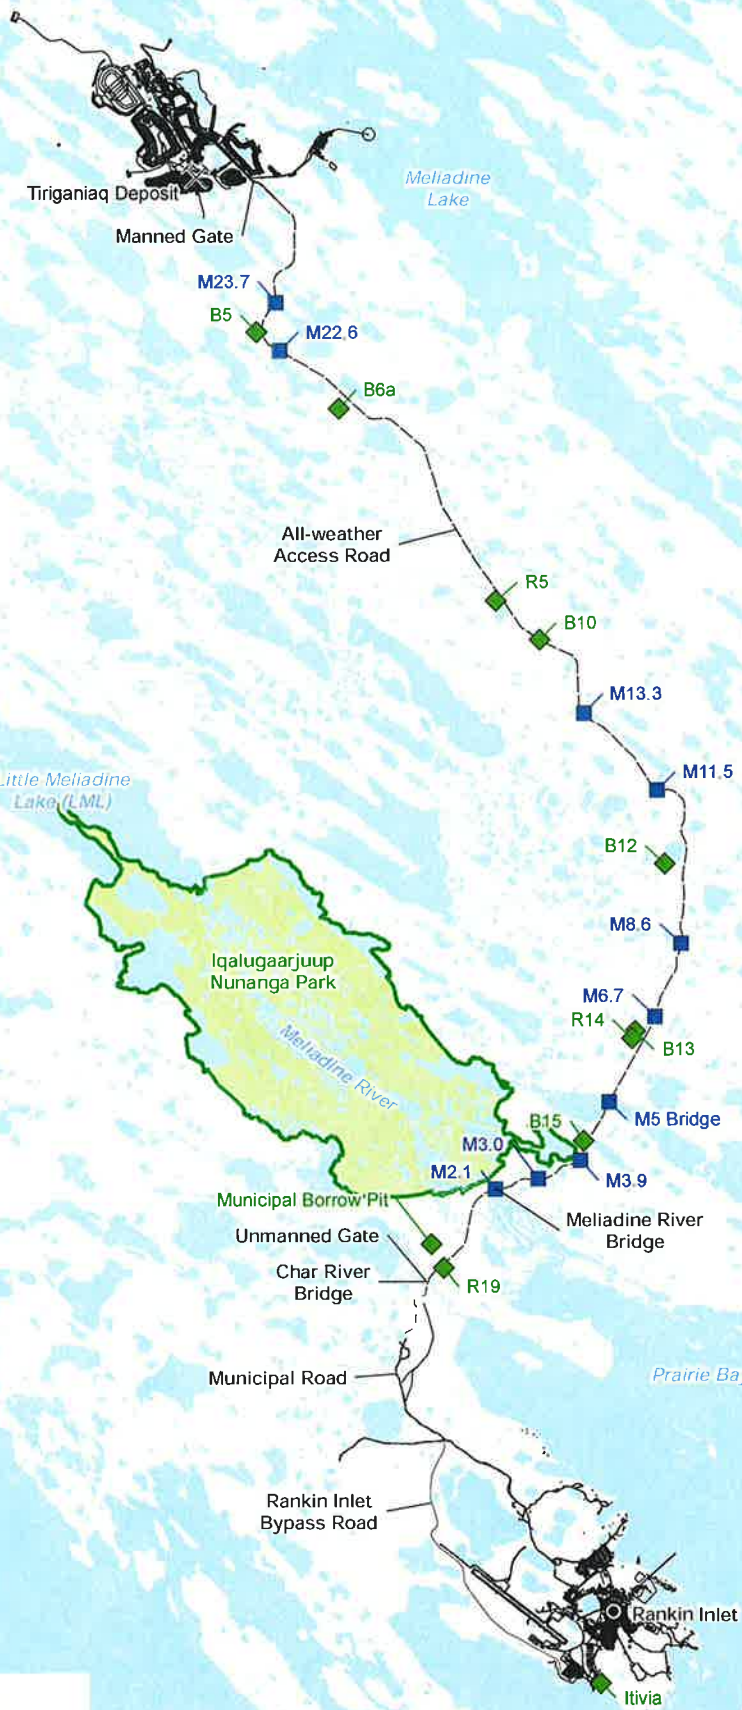 Meliadine
Lake
Tiriganiaq Deposit
Manned Gate
M23.7
B5
M22.6
B6a
All-weather
Access Road
R5
B10
M13.3
M11.5
Little Meliadine
Lake (LML)
B12
M8.6
Iqalugaarjuup
Nunanga Park
M6.7
R14
B13
Meliadine River
M5 Bridge
B15
M3.0
M2.1
M3.9
Municipal Borrow Pit
Meliadine River
Bridge
Unmanned Gate
Char River
Bridge
R19
Municipal Road
Prairie Ba
Rankin Inlet
Bypass Road
Rankin Inlet
Itivia